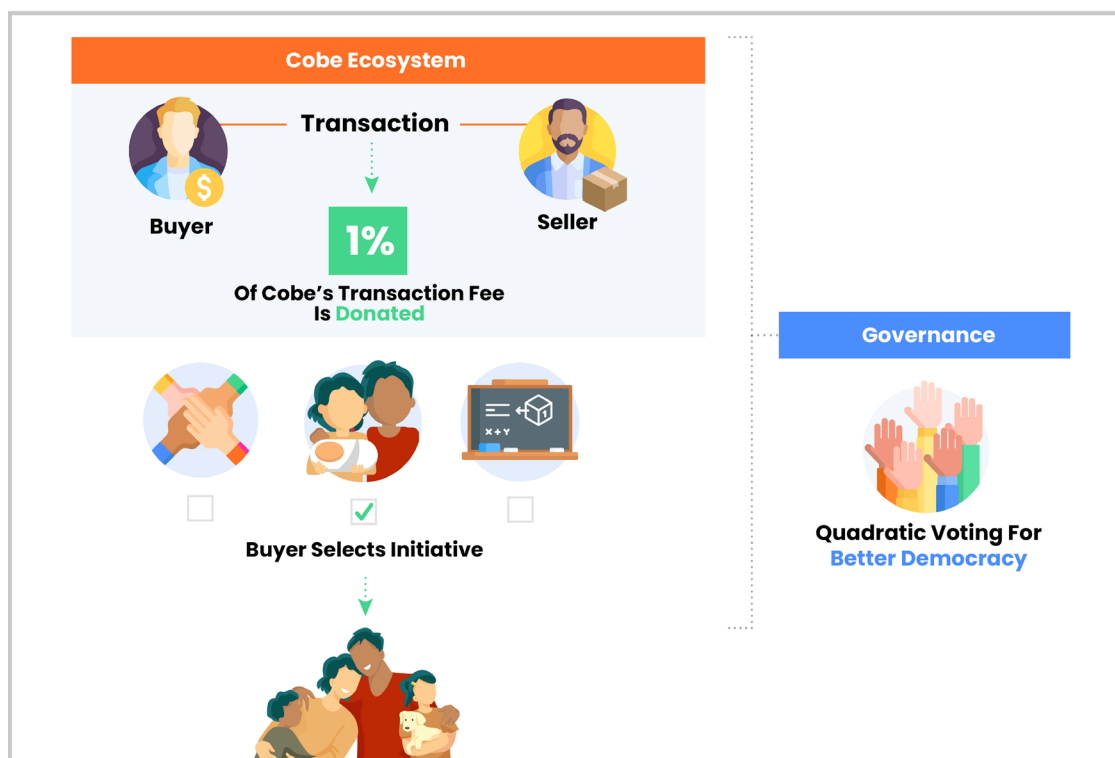 Cobe Ecosystem
Transaction
Buyer
Seller
$
1%
Of Cobe's Transaction Fee
Is Donated
1
X+Y
Buyer Selects Initiative
Governance
Quadratic Voting For
Better Democracy